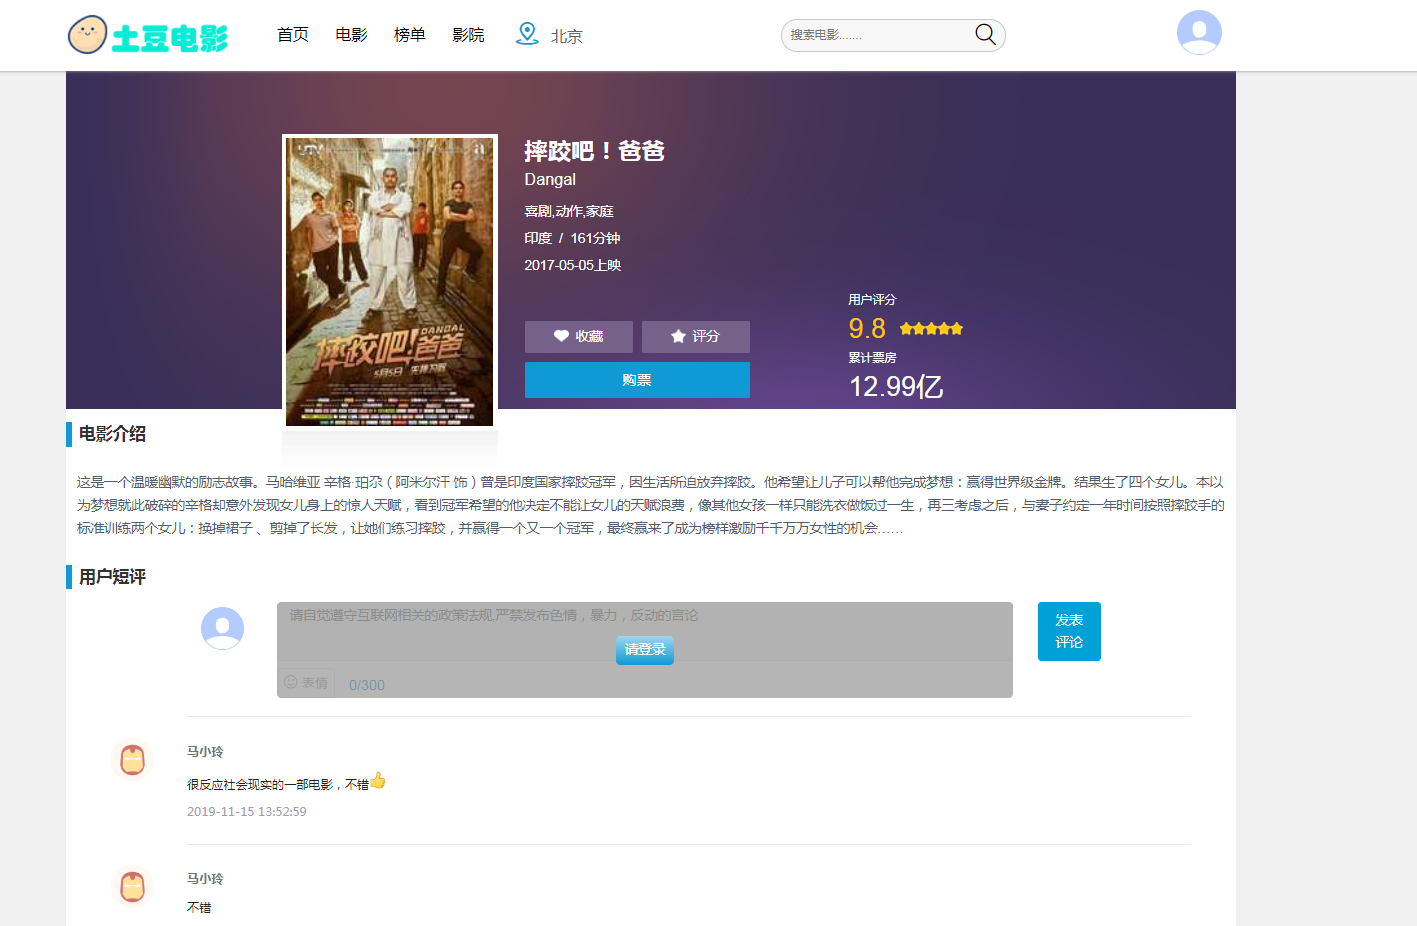 土豆电影
首页 电影 榜单 影院 北京
搜索电影.......
摔跤吧！爸爸
Dangal
喜剧,动作,家庭
印度 / 161分钟
2017-05-05上映
收藏 评分
购票
用户评分
9.8
累计票房
12.99亿
DANGAL
摔跤吧!爸爸
5月5日
电影介绍
这是一个温暖幽默的励志故事。马哈维亚 辛格·珀尕（阿米尔汗 饰）曾是印度国家摔跤冠军，因生活所迫放弃摔跤。他希望让儿子可以帮他完成梦想：赢得世界级金牌。结果生了四个女儿。本以
为梦想就此破碎的辛格却意外发现女儿身上的惊人天赋，看到冠军希望的他决定不能让女儿的天赋浪费，像其他女孩一样只能洗衣做饭过一生，再三考虑之后，与妻子约定一年时间按照摔跤手的
标准训练两个女儿：换掉裙子 、剪掉了长发，让她们练习摔跤，并赢得一个又一个冠军，最终赢来了成为榜样激励千千万万女性的机会……
用户短评
请自觉遵守互联网相关的政策法规,严禁发布色情，暴力，反动的言论
请登录
表情 0/300
发表
评论
马小玲
很反应社会现实的一部电影，不错
2019-11-15 13:52:59
马小玲
不错